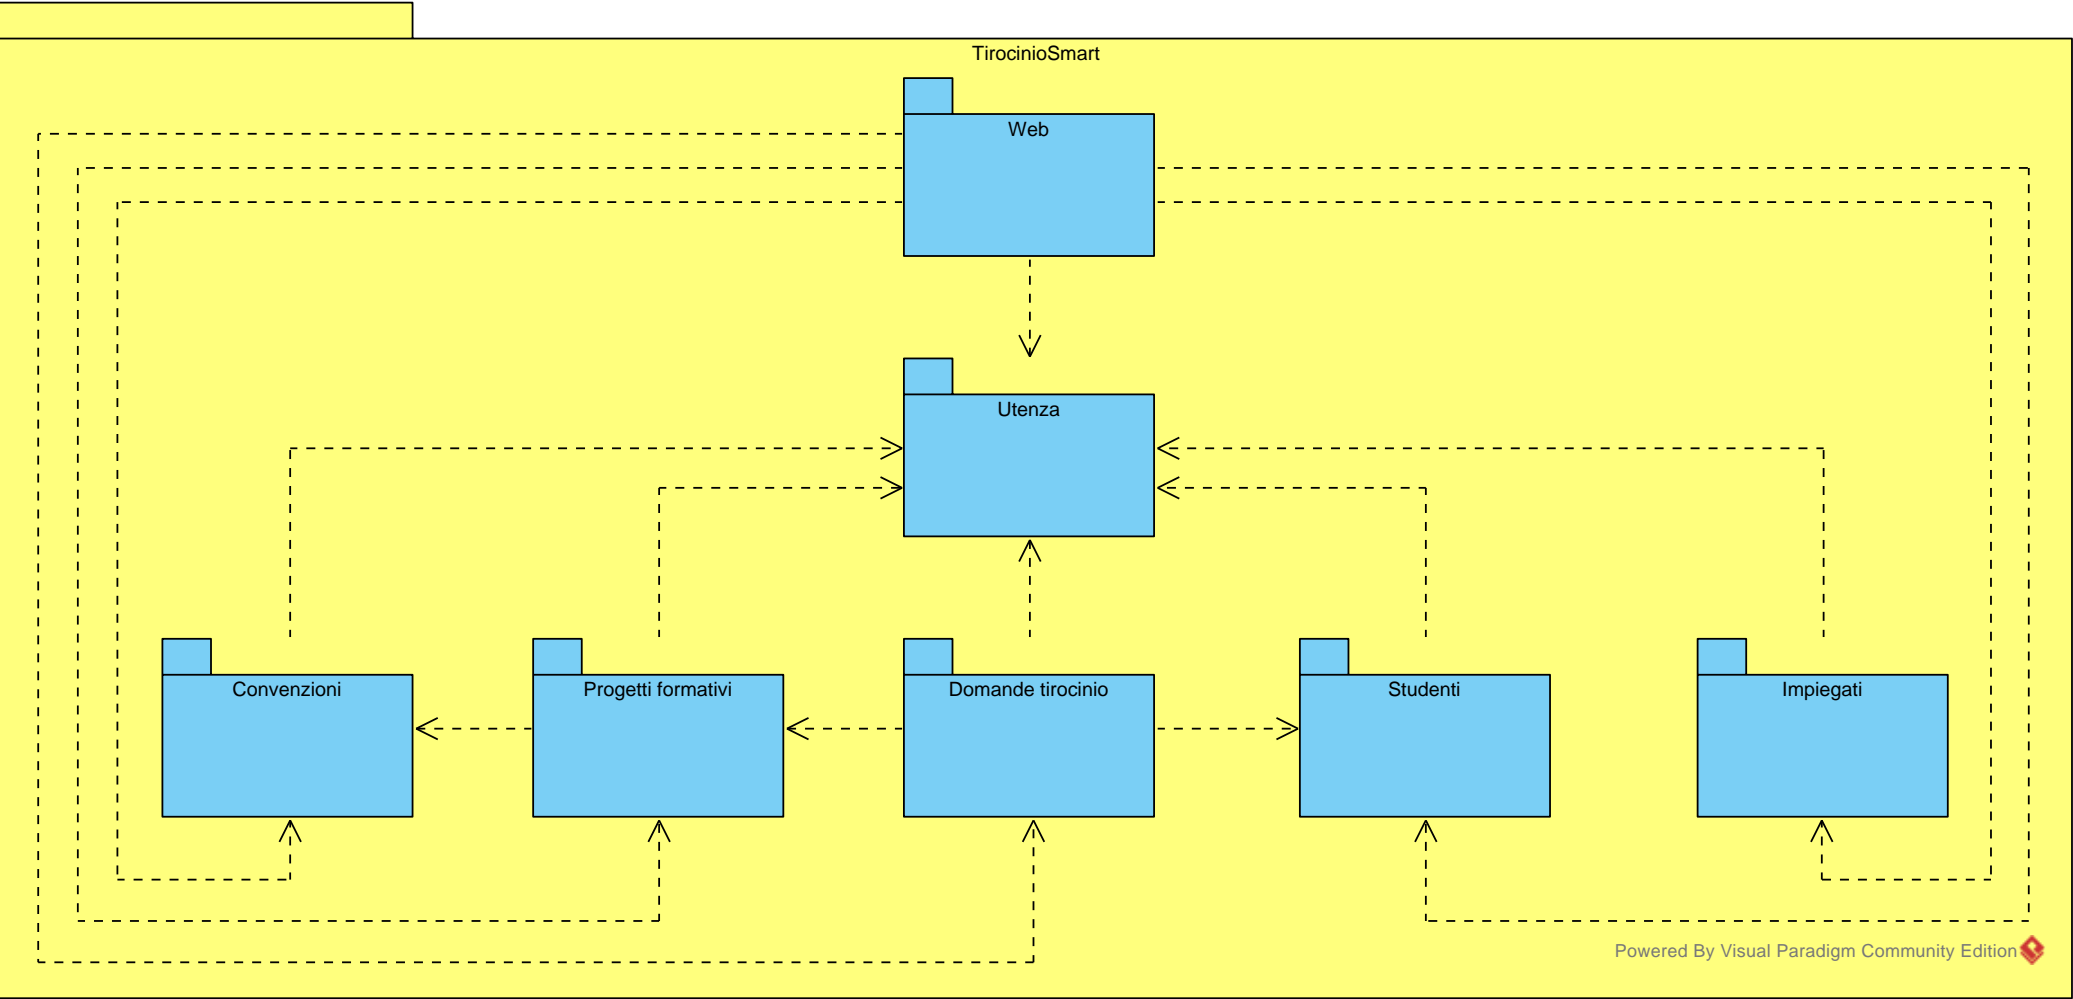 TirocinioSmart
Web
Utenza
Convenzioni
Progetti formativi
Domande tirocinio
Studenti
Impiegati
Powered By Visual Paradigm Community Edition